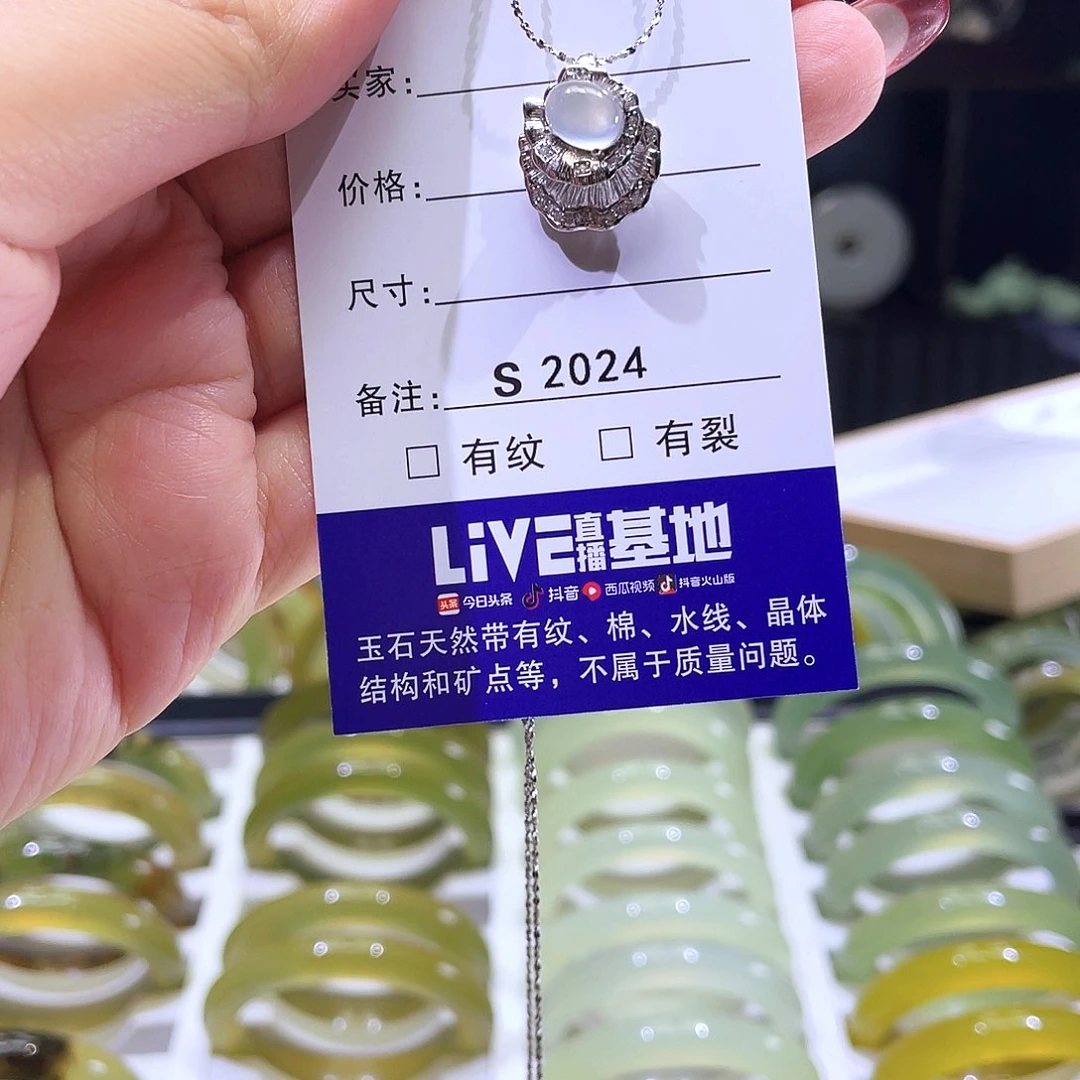 买家：
价格：
尺寸：
备注：S 2024
□ 有纹 □ 有裂
LiVE直播基地
头条 今日头条 抖音 西瓜视频 抖音火山版
玉石天然带有纹、棉、水线、晶体
结构和矿点等，不属于质量问题。